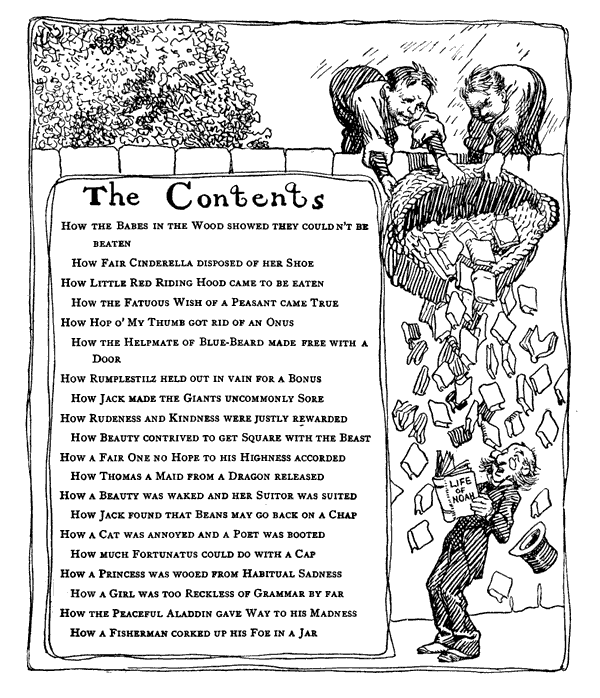 The Contents
How the Babes in the Wood showed they couldn't be
beaten
How Fair Cinderella disposed of her Shoe
How Little Red Riding Hood came to be eaten
How the Fatuous Wish of a Peasant came True
How Hop o' My Thumb got rid of an Onus
How the Helpmate of Blue-Beard made free with a
Door
How Rumplestilz held out in vain for a Bonus
How Jack made the Giants uncommonly Sore
How Rudeness and Kindness were justly rewarded
How Beauty contrived to get Square with the Beast
How a Fair One no Hope to his Highness accorded
How Thomas a Maid from a Dragon released
How a Beauty was waked and her Suitor was suited
How Jack found that Beans may go back on a Chap
How a Cat was annoyed and a Poet was booted
How much Fortunatus could do with a Cap
How a Princess was wooed from Habitual Sadness
How a Girl was too Reckless of Grammar by far
How the Peaceful Aladdin gave Way to his Madness
How a Fisherman corked up his Foe in a Jar
LIFE
OF
NOAH